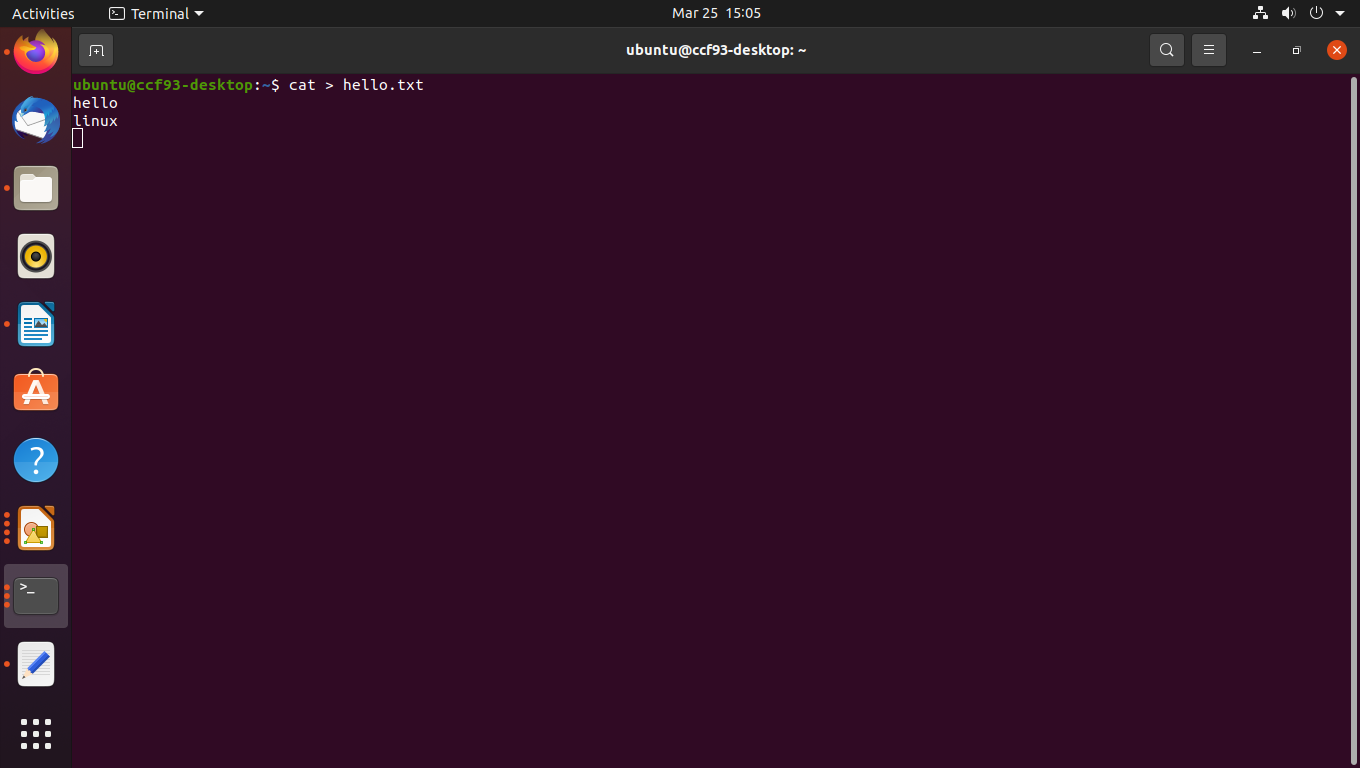 Activities
Terminal
Mar 25 15:05
ubuntu@ccf93-desktop: ~
ubuntu@ccf93-desktop:~$ cat > hello.txt
hello
linux